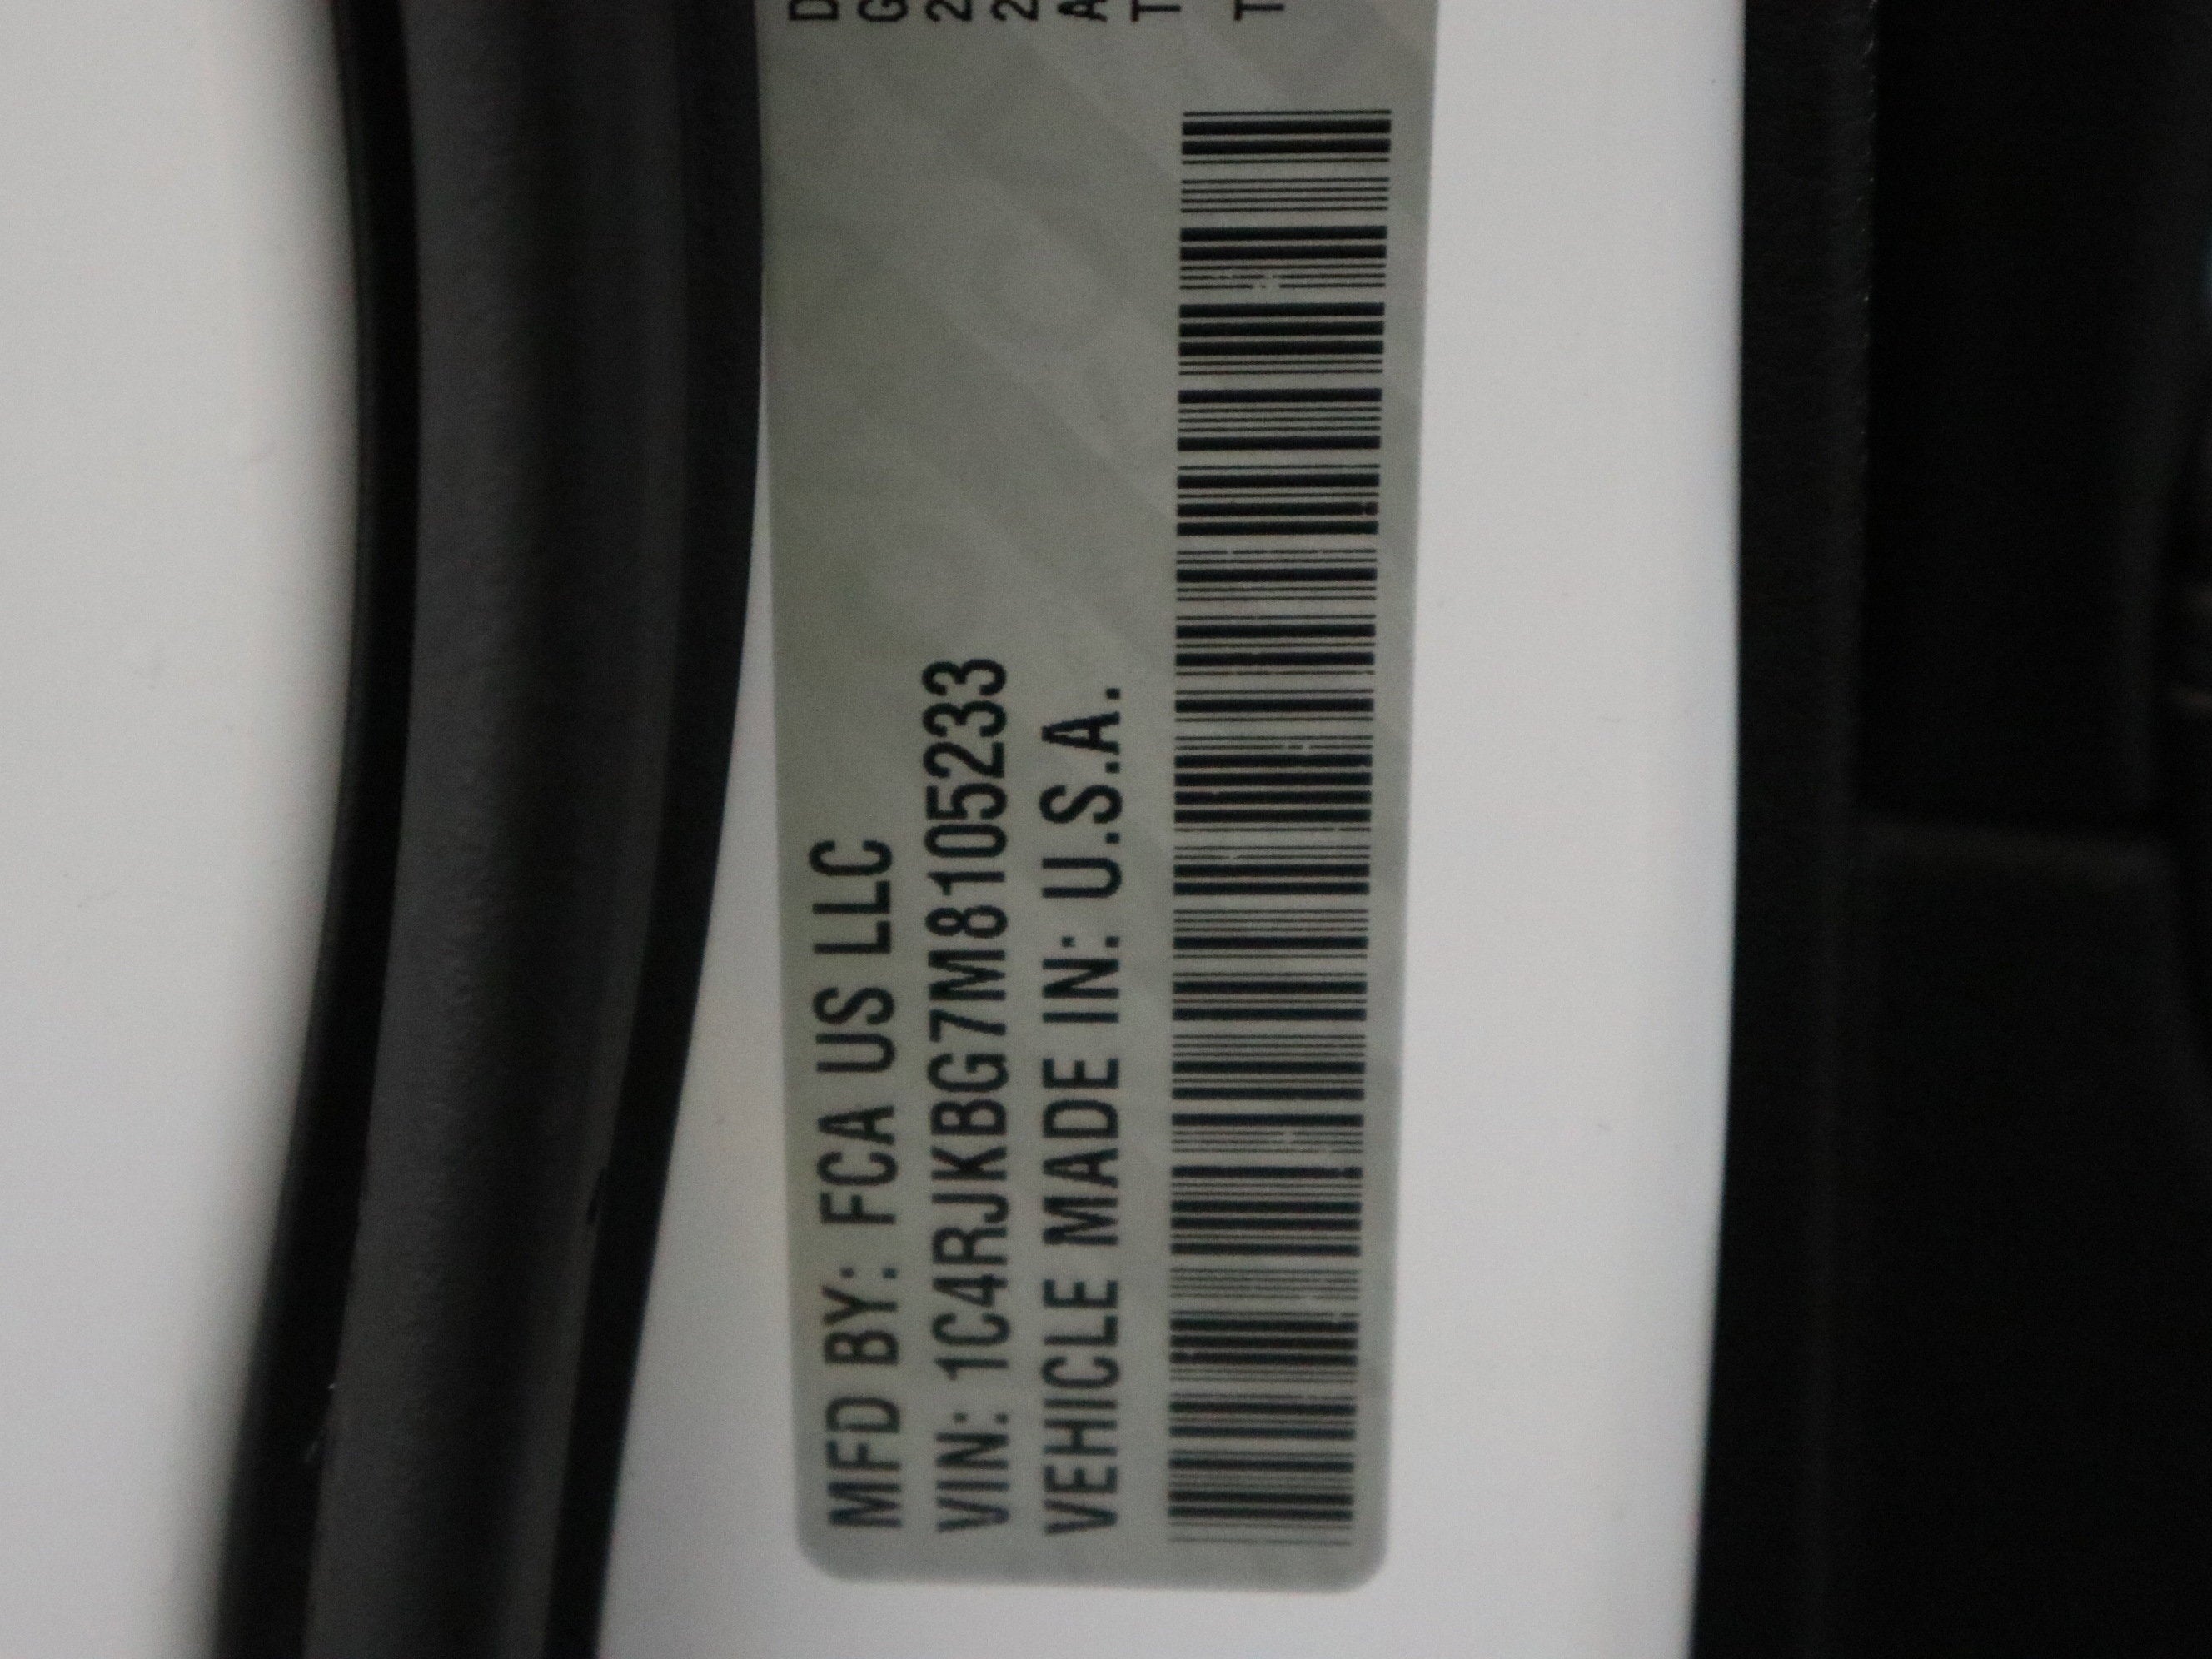 MFD BY: FCA US LLC
VIN: 1C4RJKBG7M8105233
VEHICLE MADE IN: U.S.A.